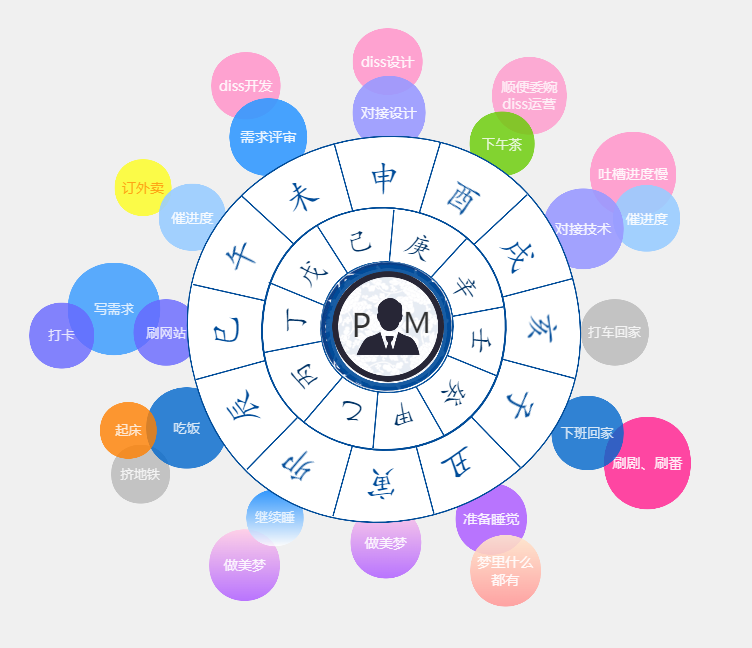 diss设计
diss开发
对接设计
顺便委婉
diss运营
需求评审
下午茶
吐槽进度慢
订外卖
催进度
对接技术
催进度
申
未
酉
午
戌
己
庚
戊
辛
写需求
打卡
刷网站
巳
丁
P M
壬
亥
打车回家
丙
癸
乙
甲
辰
子
起床
吃饭
挤地铁
下班回家
刷剧、刷番
卯
寅
丑
继续睡
做美梦
做美梦
准备睡觉
梦里什么
都有